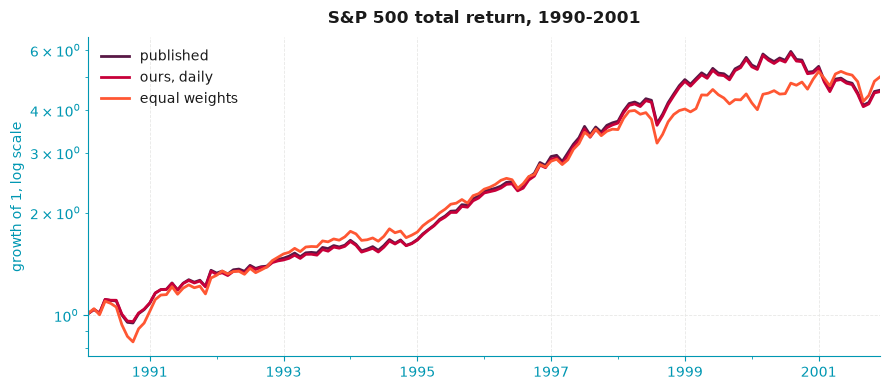 S&P 500 total return, 1990-2001
6 × 10⁰
published
ours, daily
equal weights
4 × 10⁰
3 × 10⁰
2 × 10⁰
10⁰
growth of 1, log scale
1991 1993 1995 1997 1999 2001